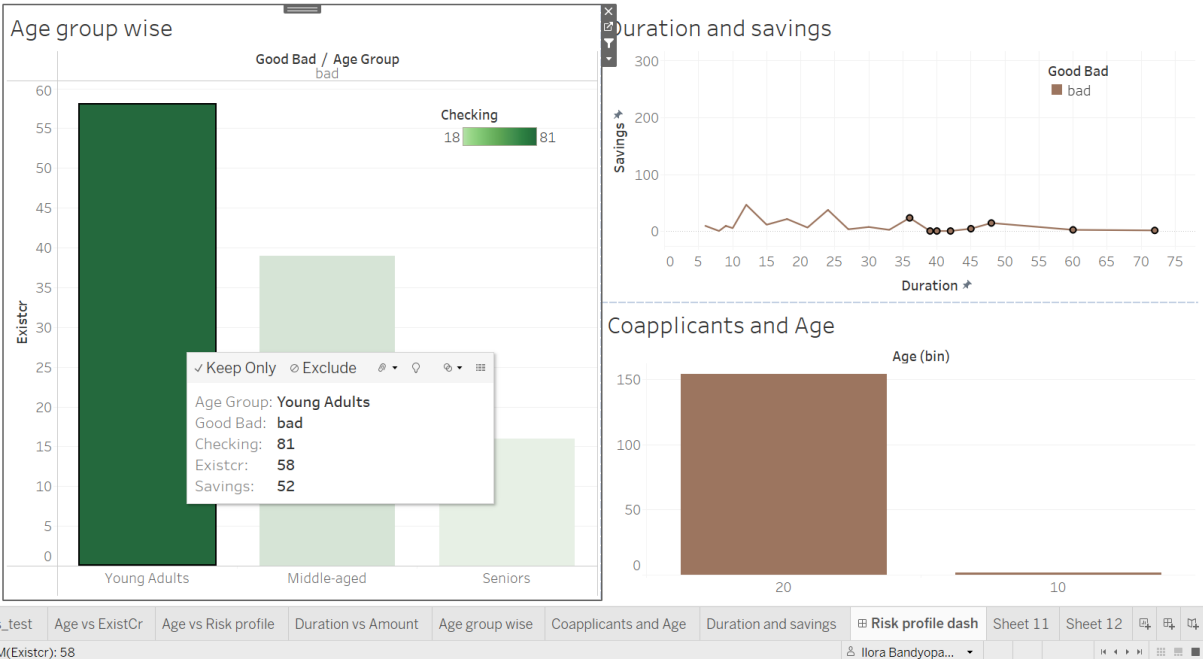 Age group wise
Good Bad / Age Group
bad
Checking
18 81
60
55
50
45
40
35
30
25
20
15
10
5
0
Existcr
Young Adults Middle-aged Seniors
Keep Only Exclude
Age Group: Young Adults
Good Bad: bad
Checking: 81
Existcr: 58
Savings: 52
Duration and savings
Good Bad
bad
300
200
100
0
Savings
0 5 10 15 20 25 30 35 40 45 50 55 60 65 70 75
Duration
Coapplicants and Age
Age (bin)
150
100
50
0
20 10
s_test Age vs ExistCr Age vs Risk profile Duration vs Amount Age group wise Coapplicants and Age Duration and savings Risk profile dash Sheet 11 Sheet 12
M(Existcr): 58 Ilora Bandyopa...